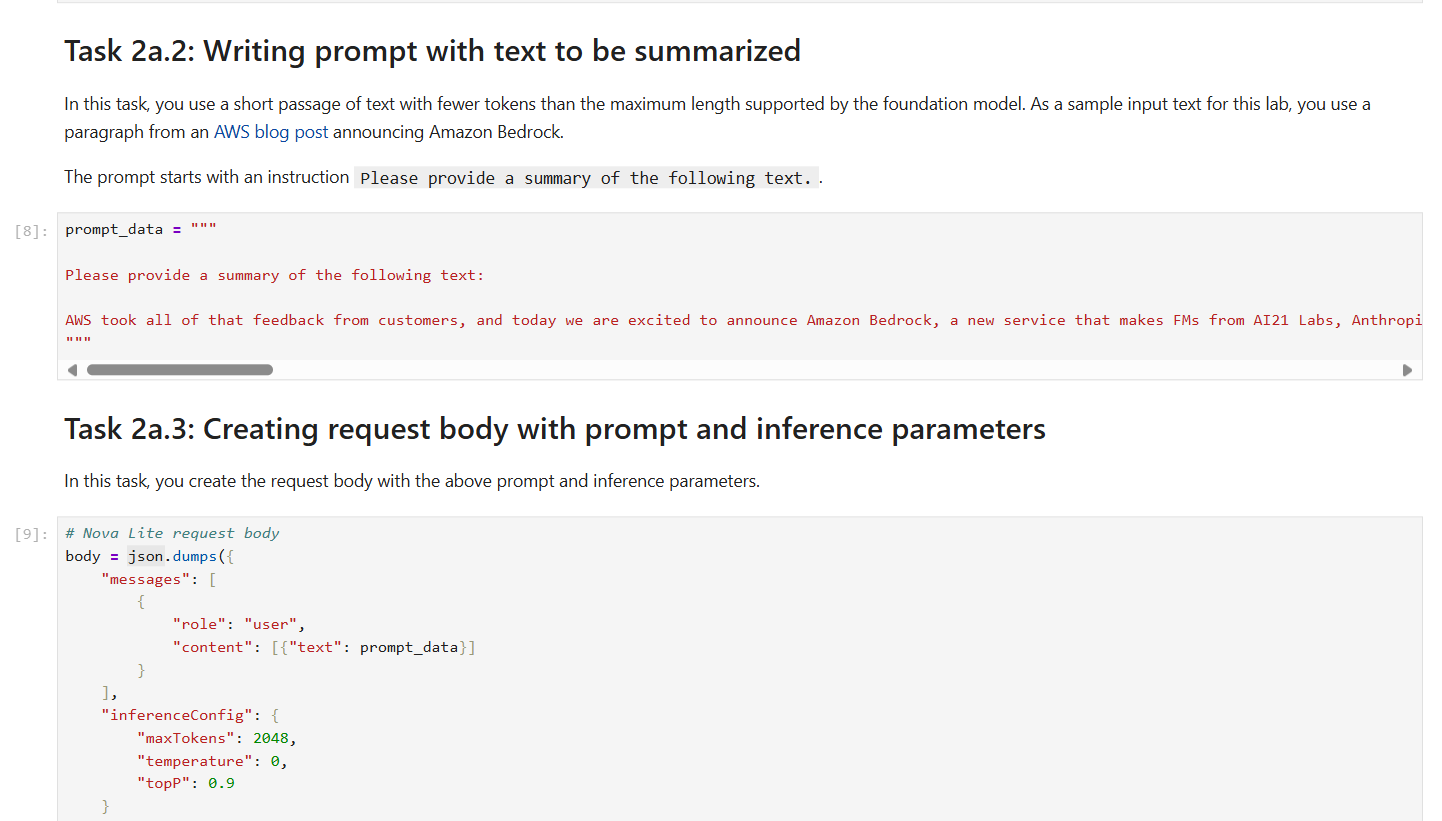 Task 2a.2: Writing prompt with text to be summarized
In this task, you use a short passage of text with fewer tokens than the maximum length supported by the foundation model. As a sample input text for this lab, you use a
paragraph from an AWS blog post announcing Amazon Bedrock.
The prompt starts with an instruction Please provide a summary of the following text. .
[8]: prompt_data = """
Please provide a summary of the following text:
AWS took all of that feedback from customers, and today we are excited to announce Amazon Bedrock, a new service that makes FMs from AI21 Labs, Anthropi
"""
Task 2a.3: Creating request body with prompt and inference parameters
In this task, you create the request body with the above prompt and inference parameters.
[9]: # Nova Lite request body
body = json.dumps({
    "messages": [
        {
            "role": "user",
            "content": [{"text": prompt_data}]
        }
    ],
    "inferenceConfig": {
        "maxTokens": 2048,
        "temperature": 0,
        "topP": 0.9
    }